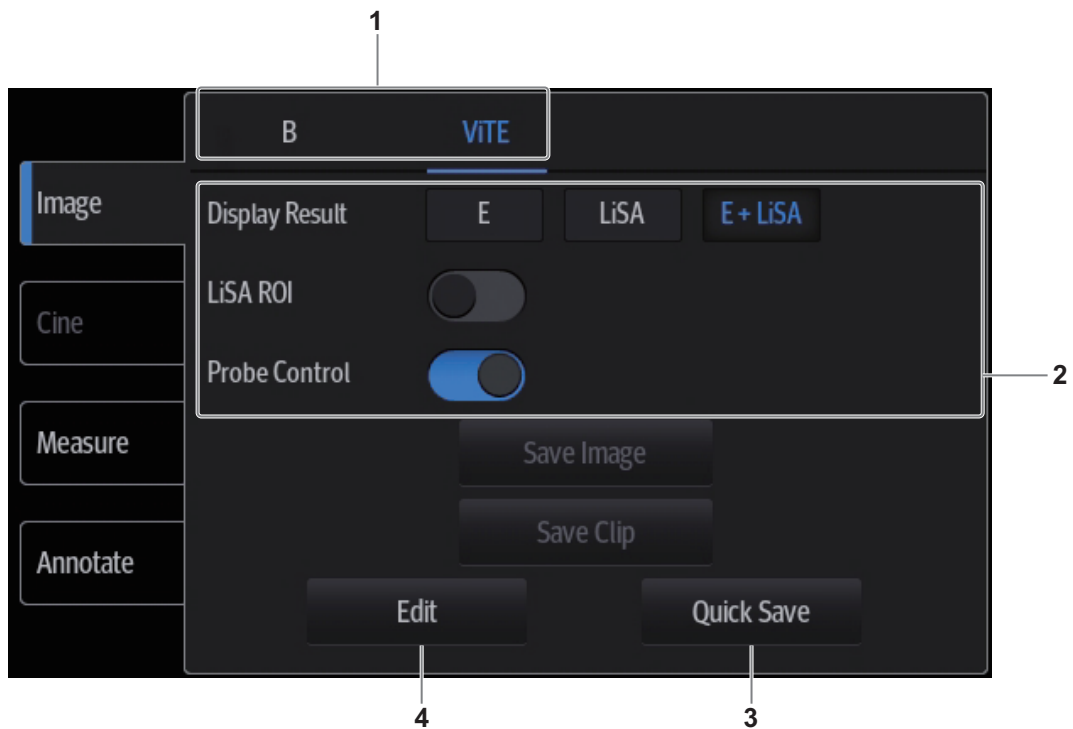 1
B ViTE
Image
Display Result E LiSA E + LiSA
LiSA ROI
Cine
Probe Control
2
Measure
Save Image
Save Clip
Annotate
Edit Quick Save
4 3